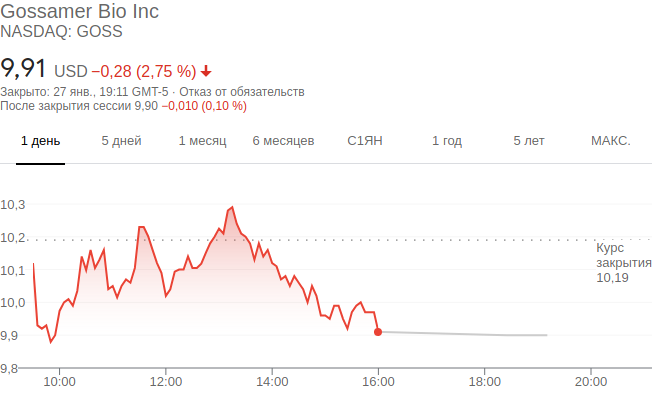 Gossamer Bio Inc
NASDAQ: GOSS
9,91 USD −0,28 (2,75 %)
Закрыто: 27 янв., 19:11 GMT-5 · Отказ от обязательств
После закрытия сессии 9,90 −0,010 (0,10 %)
1 день 5 дней 1 месяц 6 месяцев С1ЯН 1 год 5 лет МАКС.
10,3
10,2
Курс
закрытия
10,19
10,1
10,0
9,9
9,8
10:00 12:00 14:00 16:00 18:00 20:00